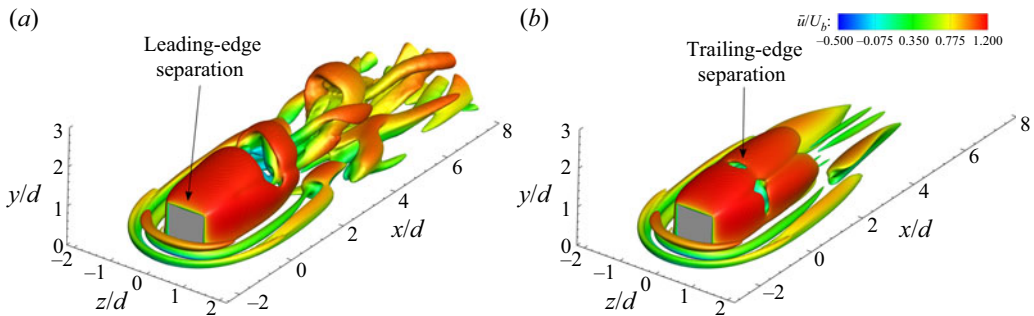 (a)
(b)
ū/U_b:
−0.500 −0.075 0.350 0.775 1.200
Leading-edge
separation
Trailing-edge
separation
3
2
y/d
1
0
−2
−1
z/d
0
1
2
−2
0
2
x/d
4
6
8
3
2
y/d
1
0
−2
−1
z/d
0
1
2
−2
0
2
x/d
4
6
8